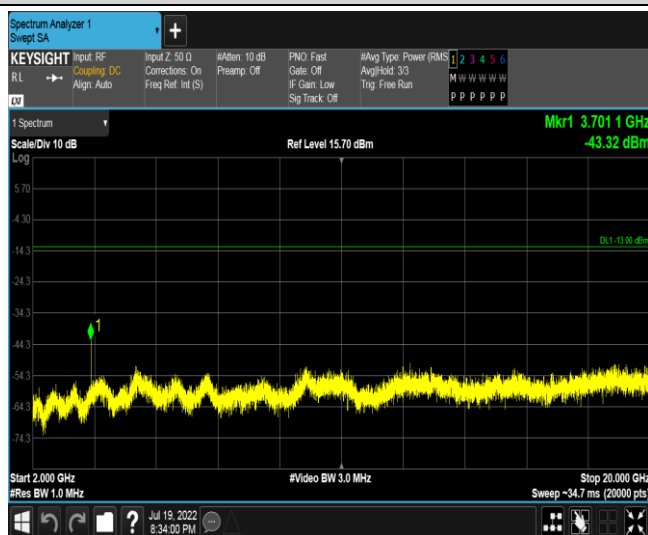 Spectrum Analyzer 1
Swept SA
+
KEYSIGHT
RL
LXI
Input: RF
Coupling: DC
Align: Auto
Input Z: 50 Ω
Corrections: On
Freq Ref: Int (S)
#Atten: 10 dB
Preamp: Off
PNO: Fast
Gate: Off
IF Gain: Low
Sig Track: Off
#Avg Type: Power (RMS
Avg|Hold: 3/3
Trig: Free Run
1 2 3 4 5 6
M W W W W W
P P P P P P
1 Spectrum
Mkr1 3.701 1 GHz
Scale/Div 10 dB
Ref Level 15.70 dBm
-43.32 dBm
Log
5.70
-4.30
DL1 -13.00 dBm
-14.3
-24.3
-34.3
1
-54.3
-44.3
-64.3
-74.3
Start 2.000 GHz
#Video BW 3.0 MHz
Stop 20.000 GHz
#Res BW 1.0 MHz
Sweep ~34.7 ms (20000 pts)
?
Jul 19, 2022
8:34:00 PM